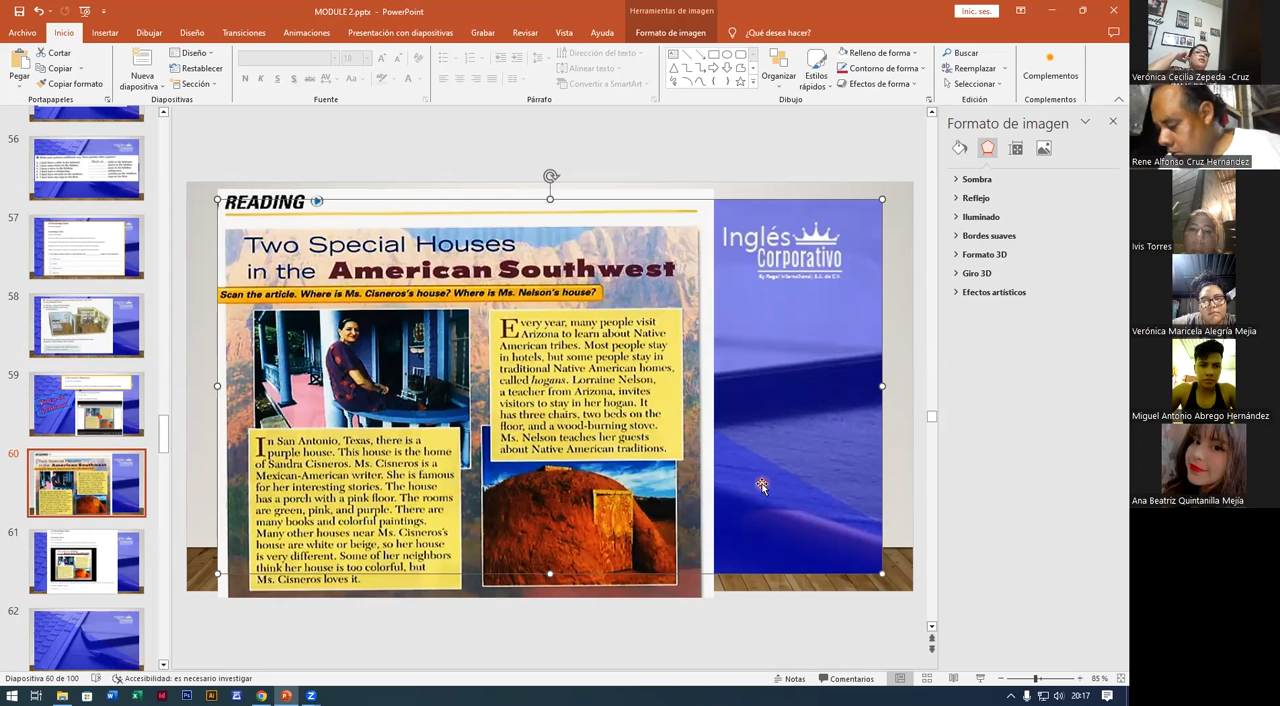 MODULE 2.pptx - PowerPoint
Herramientas de imagen
Inic. ses.
Archivo
Inicio
Insertar
Dibujar
Diseño
Transiciones
Animaciones
Presentación con diapositivas
Grabar
Revisar
Vista
Ayuda
Formato de imagen
¿Qué desea hacer?
Pegar
Cortar
Copiar
Copiar formato
Portapapeles
Nueva
diapositiva
Diseño
Restablecer
Sección
Diapositivas
18
N
K
S
S
abc
AV
Aa
Fuente
Dirección del texto
Alinear texto
Convertir a SmartArt
Párrafo
Organizar
Estilos
rápidos
Relleno de forma
Contorno de forma
Efectos de forma
Dibujo
Buscar
Reemplazar
Seleccionar
Edición
Complementos
Complementos
56
57
58
59
60
61
62
READING
Two Special Houses
in the American Southwest
Scan the article. Where is Ms. Cisneros's house? Where is Ms. Nelson's house?
Every year, many people visit
Arizona to learn about Native
American tribes. Most people stay
in hotels, but some people stay in
traditional Native American homes,
called hogans. Lorraine Nelson,
a teacher from Arizona, invites
visitors to stay in her hogan. It
has three chairs, two beds on the
floor, and a wood-burning stove.
Ms. Nelson teaches her guests
about Native American traditions.
In San Antonio, Texas, there is a
purple house. This house is the home
of Sandra Cisneros. Ms. Cisneros is a
Mexican-American writer. She is famous
for her interesting stories. The house
has a porch with a pink floor. The rooms
are green, pink, and purple. There are
many books and colorful paintings.
Many other houses near Ms. Cisneros's
house are white or beige, so her house
is very different. Some of her neighbors
think her house is too colorful, but
Ms. Cisneros loves it.
Inglés
Corporativo
By Regal International S.A. de C.V.
Formato de imagen
Sombra
Reflejo
Iluminado
Bordes suaves
Formato 3D
Giro 3D
Efectos artísticos
Verónica Cecilia Zepeda -Cruz
Rene Alfonso Cruz Hernandez
Ivis Torres
Verónica Maricela Alegría Mejia
Miguel Antonio Abrego Hernández
Ana Beatriz Quintanilla Mejía
Diapositiva 60 de 100
Accesibilidad: es necesario investigar
Notas
Comentarios
85 %
20:17